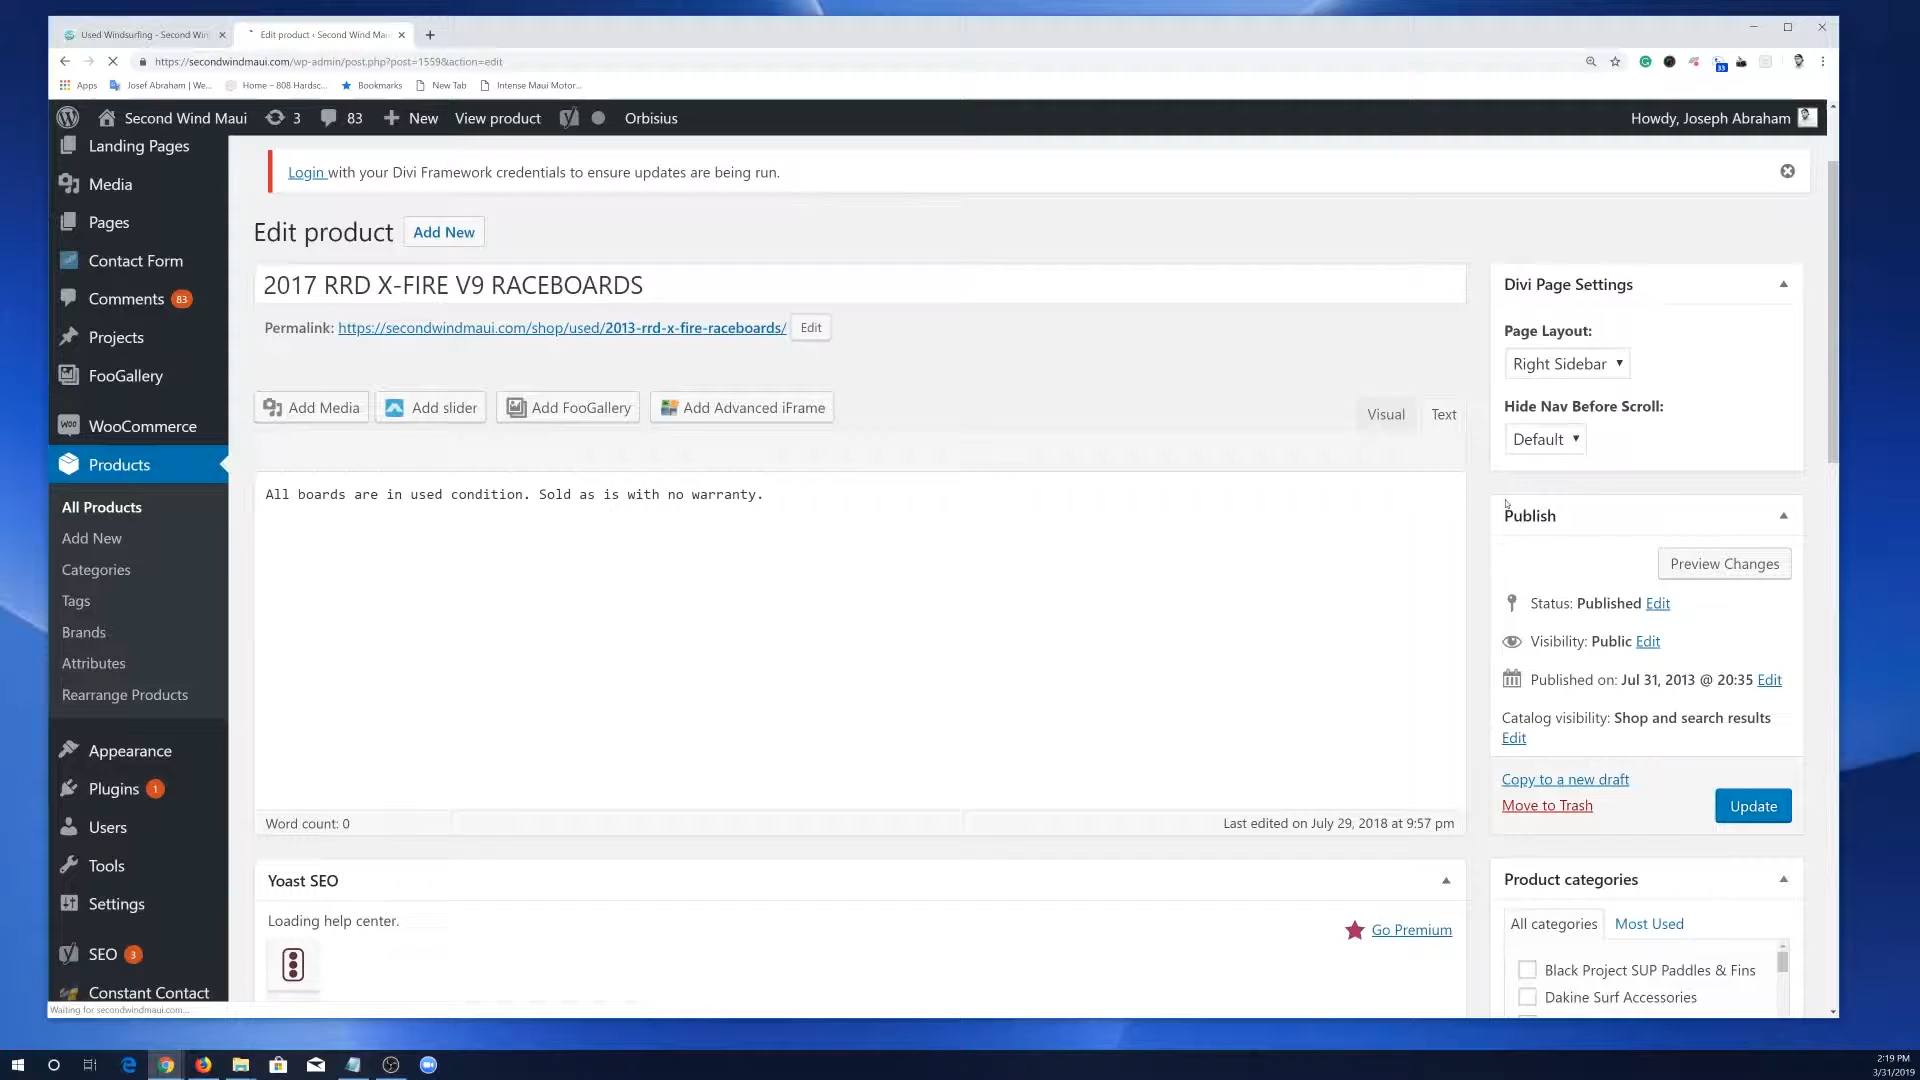 Used Windsurfing - Second Win
Edit product ‹ Second Wind Mau
https://secondwindmaui.com/wp-admin/post.php?post=1559&action=edit
33
Apps
Josef Abraham | We...
Home – 808 Hardsc...
Bookmarks
New Tab
Intense Maui Motor...
Second Wind Maui
3
83
New
View product
Orbisius
Howdy, Joseph Abraham
Landing Pages
Media
Pages
Contact Form
Comments 83
Projects
FooGallery
WooCommerce
Products
All Products
Add New
Categories
Tags
Brands
Attributes
Rearrange Products
Appearance
Plugins 1
Users
Tools
Settings
SEO 3
Constant Contact
Waiting for secondwindmaui.com...
Login with your Divi Framework credentials to ensure updates are being run.
Edit product
Add New
2017 RRD X-FIRE V9 RACEBOARDS
Permalink: https://secondwindmaui.com/shop/used/2013-rrd-x-fire-raceboards/ Edit
Add Media
Add slider
Add FooGallery
Add Advanced iFrame
Visual
Text
All boards are in used condition. Sold as is with no warranty.
Word count: 0
Last edited on July 29, 2018 at 9:57 pm
Yoast SEO
Loading help center.
Go Premium
Divi Page Settings
Page Layout:
Right Sidebar
Hide Nav Before Scroll:
Default
Publish
Preview Changes
Status: Published Edit
Visibility: Public Edit
Published on: Jul 31, 2013 @ 20:35 Edit
Catalog visibility: Shop and search results
Edit
Copy to a new draft
Move to Trash
Update
Product categories
All categories
Most Used
Black Project SUP Paddles & Fins
Dakine Surf Accessories
2:19 PM
3/31/2019